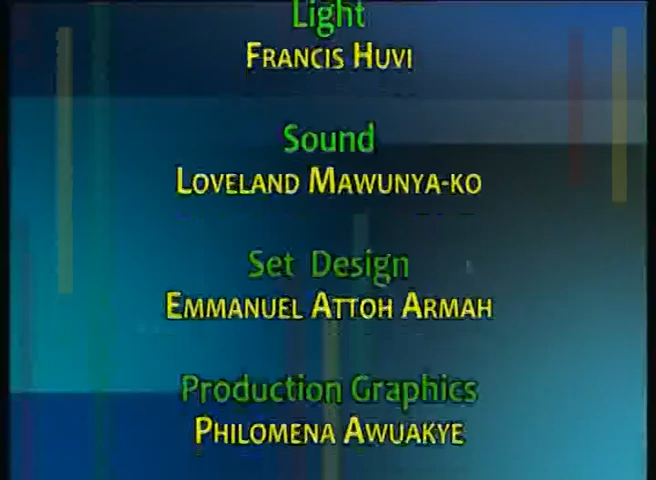 Light
FRANCIS HUVI
Sound
LOVELAND MAWUNYA-KO
Set Design
EMMANUEL ATTOH ARMAH
Production Graphics
PHILOMENA AWUAKYE